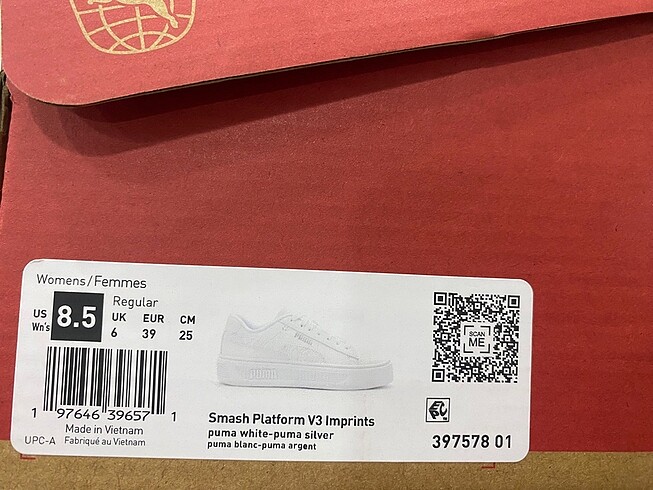 Womens/Femmes
Regular
US
Wn's
8.5
UK EUR CM
6 39 25
SCAN
ME
1 97646 39657 1
UPC-A
Made in Vietnam
Fabriqué au Vietnam
Smash Platform V3 Imprints
puma white-puma silver
puma blanc-puma argent
397578 01